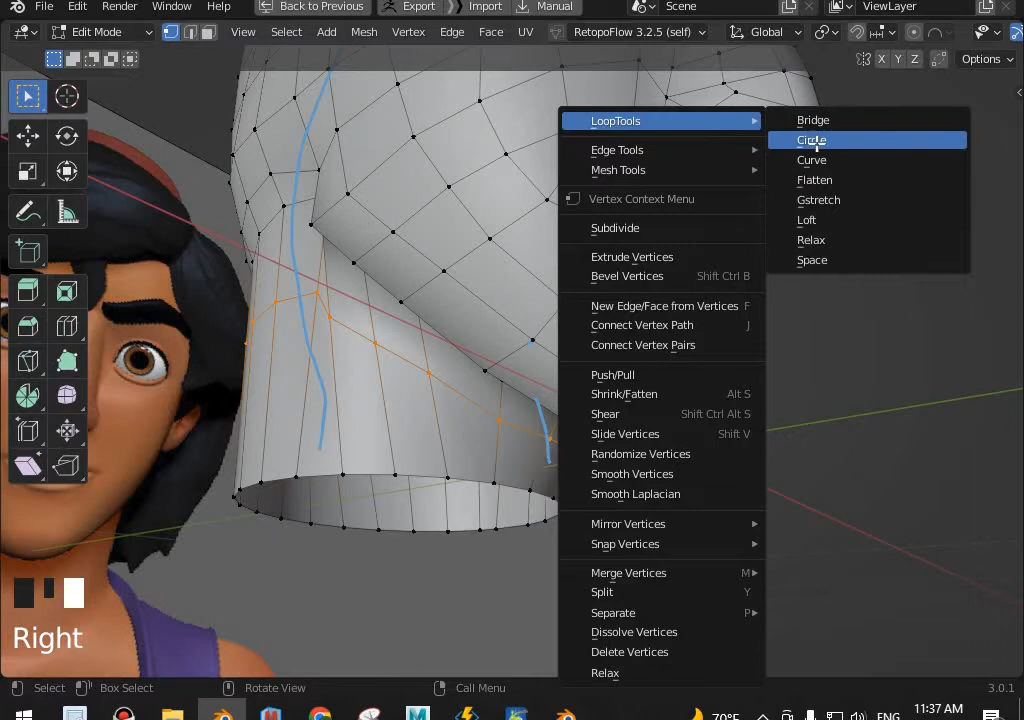 File Edit Render Window Help Back to Previous Export Import Manual Scene ViewLayer
Edit Mode View Select Add Mesh Vertex Edge Face UV RetopoFlow 3.2.5 (self) Global
X Y Z Options
LoopTools
Edge Tools
Mesh Tools
Vertex Context Menu
Subdivide
Extrude Vertices
Bevel Vertices Shift Ctrl B
New Edge/Face from Vertices F
Connect Vertex Path J
Connect Vertex Pairs
Push/Pull
Shrink/Fatten Alt S
Shear Shift Ctrl Alt S
Slide Vertices Shift V
Randomize Vertices
Smooth Vertices
Smooth Laplacian
Mirror Vertices
Snap Vertices
Merge Vertices M
Split Y
Separate P
Dissolve Vertices
Delete Vertices
Relax
Bridge
Circle
Curve
Flatten
Gstretch
Loft
Relax
Space
Right
Select Box Select Rotate View Call Menu 3.0.1
70°F ENG 11:37 AM